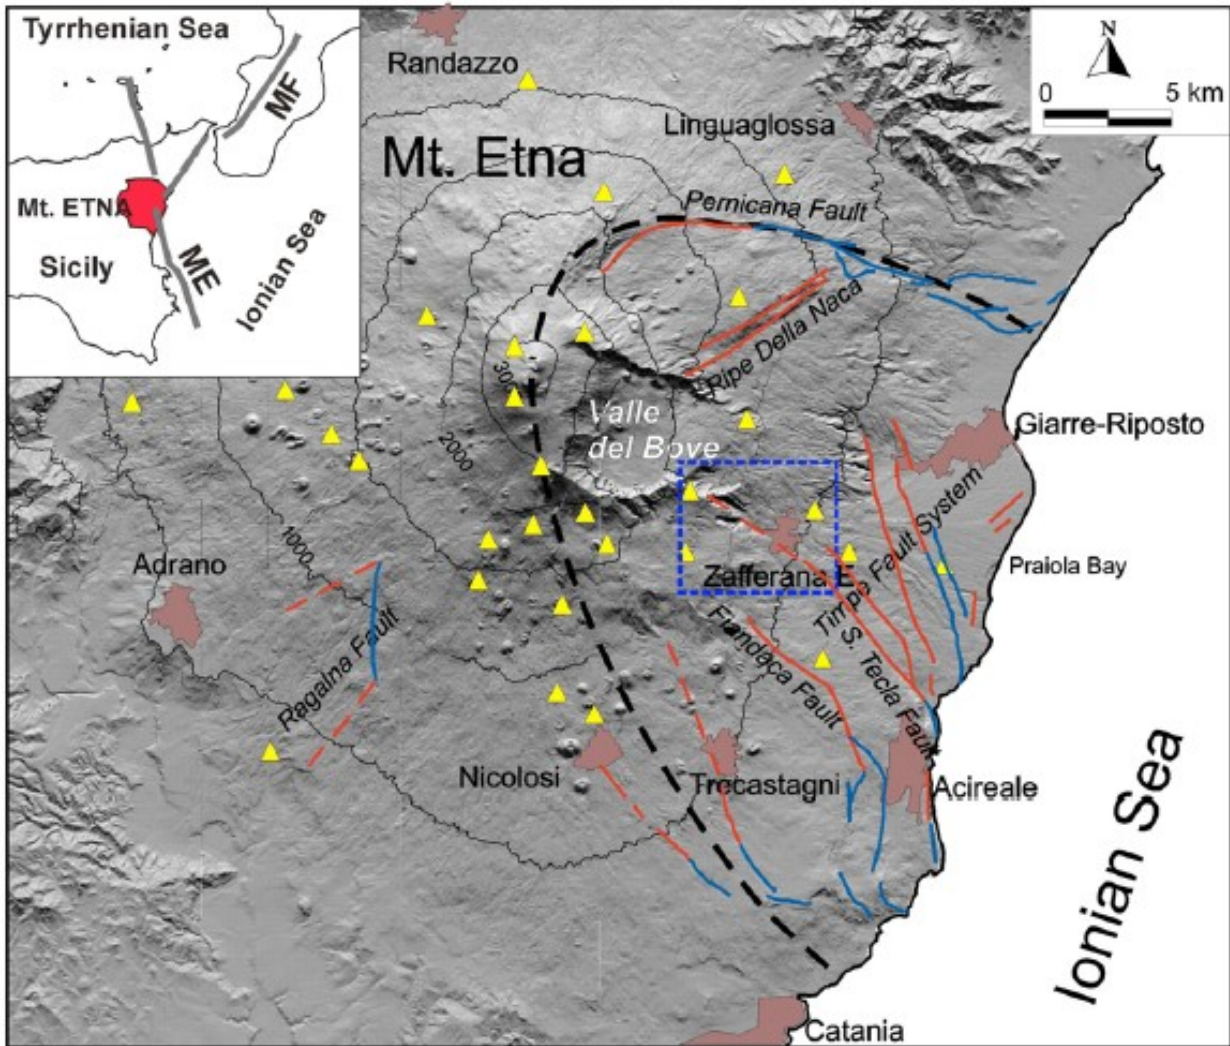 Tyrrhenian Sea
MF
Mt. ETNA
Sicily
ME
Ionian Sea
N
0 5 km
Randazzo
Linguaglossa
Mt. Etna
Pernicana Fault
Ripe Della Naca
3000
2000
1000
Valle
del Bove
Giarre-Riposto
Adrano
Zafferana E
Timpe Fault System
Praiola Bay
Ragalna Fault
Fiandaca Fault
S. Tecla Fault
Nicolosi
Trecastagni
Acireale
Ionian Sea
Catania